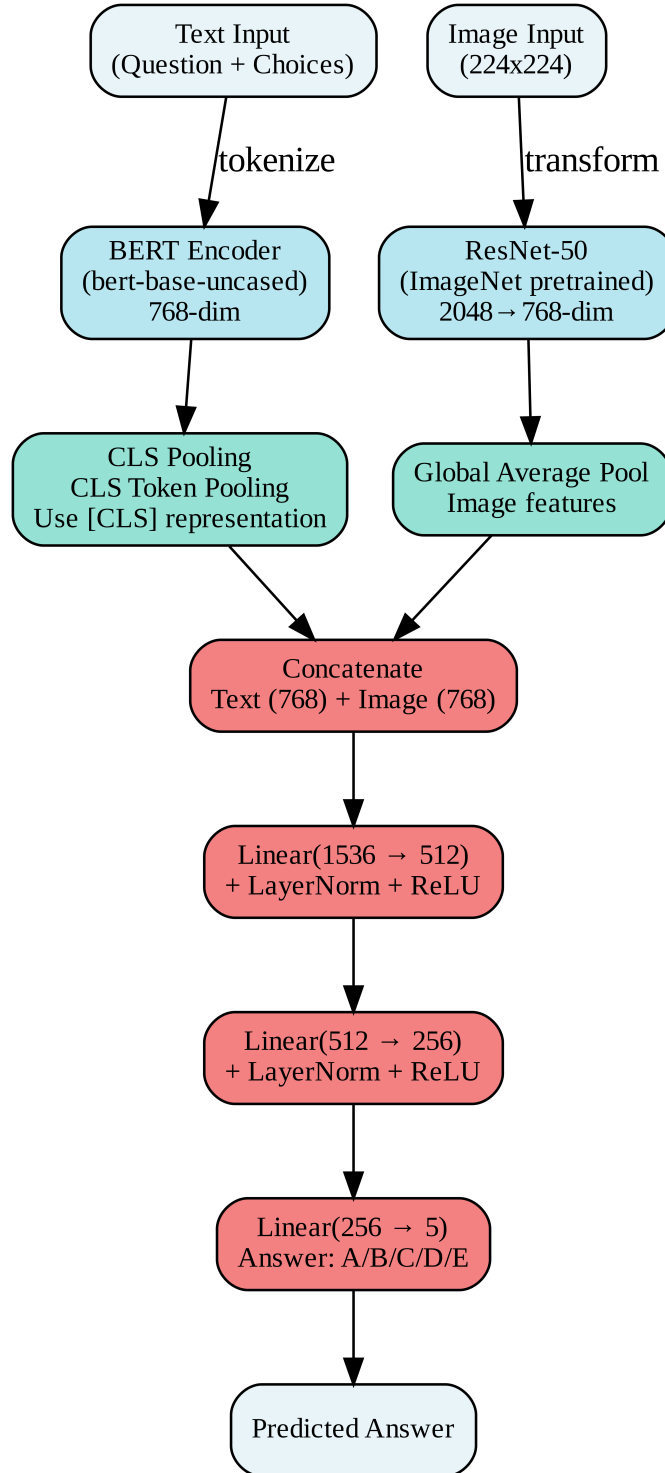 Text Input
(Question + Choices)
Image Input
(224x224)
tokenize
transform
BERT Encoder
(bert-base-uncased)
768-dim
ResNet-50
(ImageNet pretrained)
2048→768-dim
CLS Pooling
CLS Token Pooling
Use [CLS] representation
Global Average Pool
Image features
Concatenate
Text (768) + Image (768)
Linear(1536 → 512)
+ LayerNorm + ReLU
Linear(512 → 256)
+ LayerNorm + ReLU
Linear(256 → 5)
Answer: A/B/C/D/E
Predicted Answer